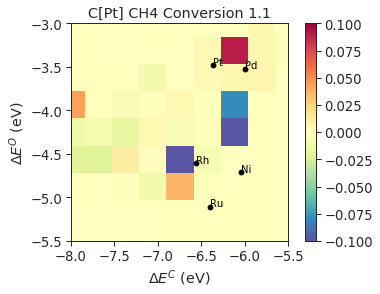 C[Pt] CH4 Conversion 1.1
−3.0
−3.5
−4.0
−4.5
−5.0
−5.5
ΔE^O (eV)
Pt
Pd
Rh
Ni
Ru
−8.0 −7.5 −7.0 −6.5 −6.0 −5.5
ΔE^C (eV)
0.100
0.075
0.050
0.025
0.000
−0.025
−0.050
−0.075
−0.100